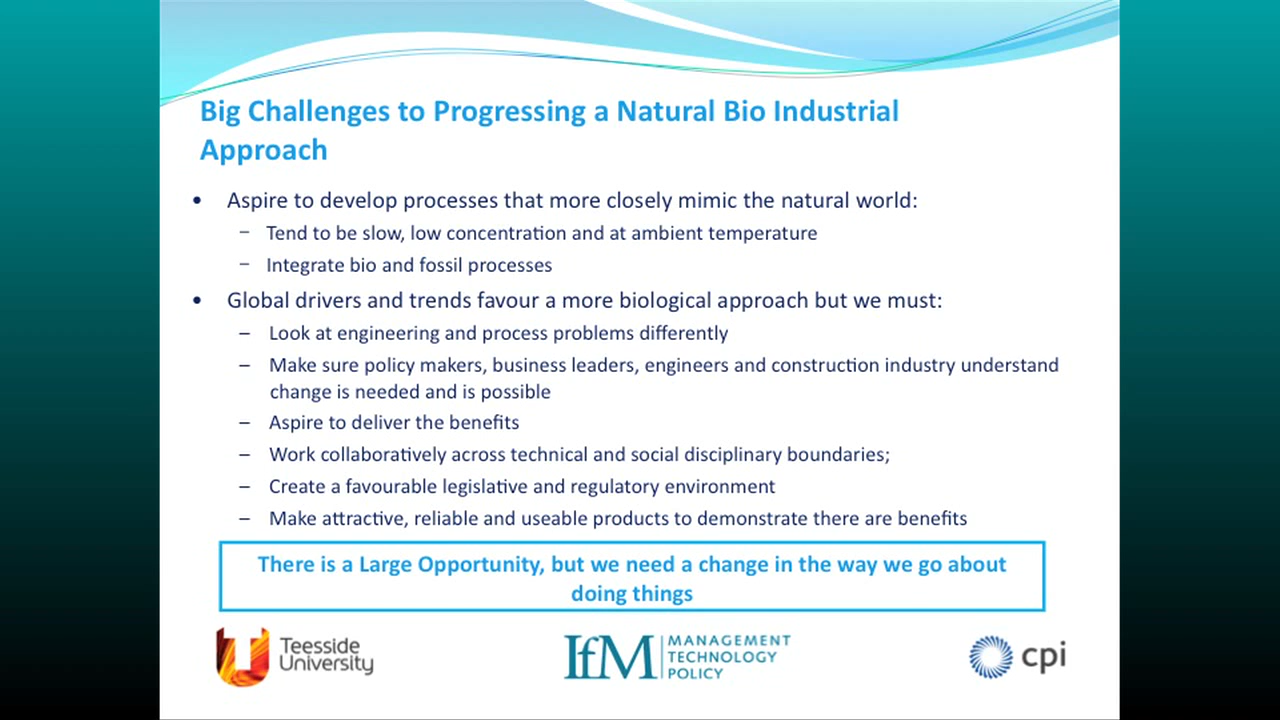 Big Challenges to Progressing a Natural Bio Industrial
Approach
• Aspire to develop processes that more closely mimic the natural world:
– Tend to be slow, low concentration and at ambient temperature
– Integrate bio and fossil processes
• Global drivers and trends favour a more biological approach but we must:
– Look at engineering and process problems differently
– Make sure policy makers, business leaders, engineers and construction industry understand
change is needed and is possible
– Aspire to deliver the benefits
– Work collaboratively across technical and social disciplinary boundaries;
– Create a favourable legislative and regulatory environment
– Make attractive, reliable and useable products to demonstrate there are benefits
There is a Large Opportunity, but we need a change in the way we go about
doing things
Teesside
University
IfM
MANAGEMENT
TECHNOLOGY
POLICY
cpi